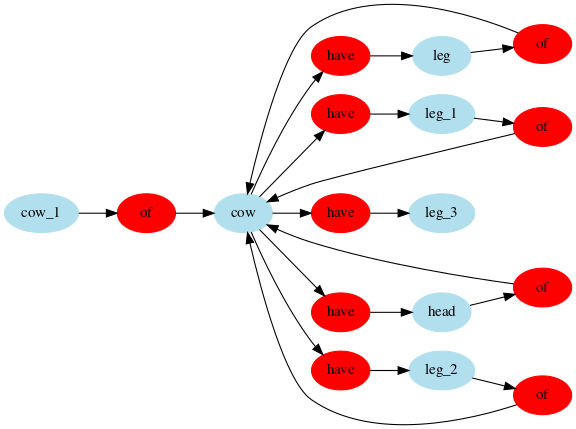 of
have
leg
have
leg_1
of
cow_1
of
cow
have
leg_3
of
have
head
have
leg_2
of